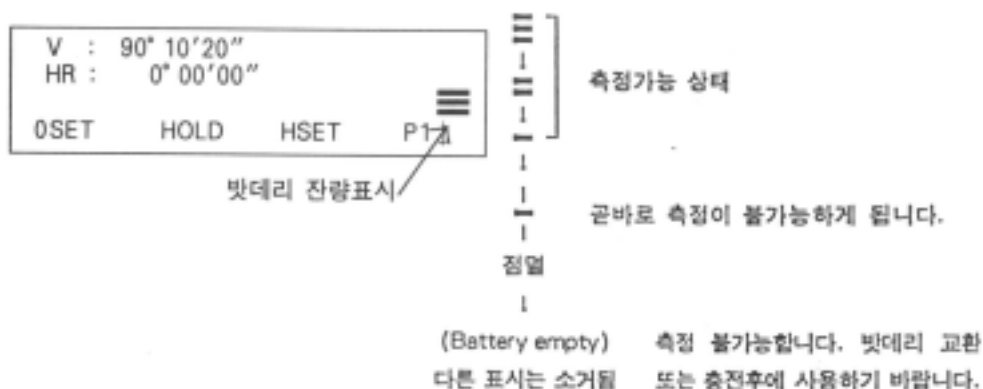 V : 90° 10′20″
HR : 0° 00′00″
0SET HOLD HSET P1↓
밧데리 잔량표시
측정가능 상태
곧바로 측정이 불가능하게 됩니다.
점멸
(Battery empty) 측정 불가능합니다. 밧데리 교환
다른 표시는 소거됨 또는 충전후에 사용하기 바랍니다.